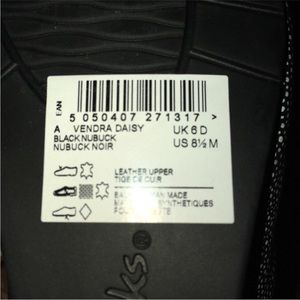 EAN
5 050407 271317 >
A VENDRA DAISY UK 6 D
BLACK NUBUCK US 8½ M
NUBUCK NOIR
LEATHER UPPER
TIGE DE CUIR
MADE
SYNTHETIQUES
ks®